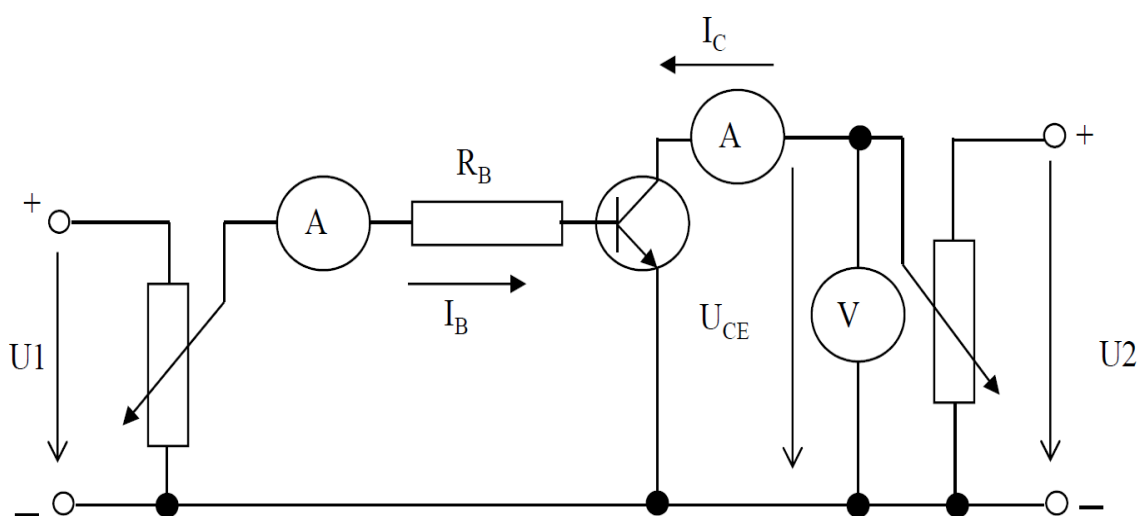 I_C
A
+
R_B
+
A
I_B
U_CE
V
U1
U2
–
–